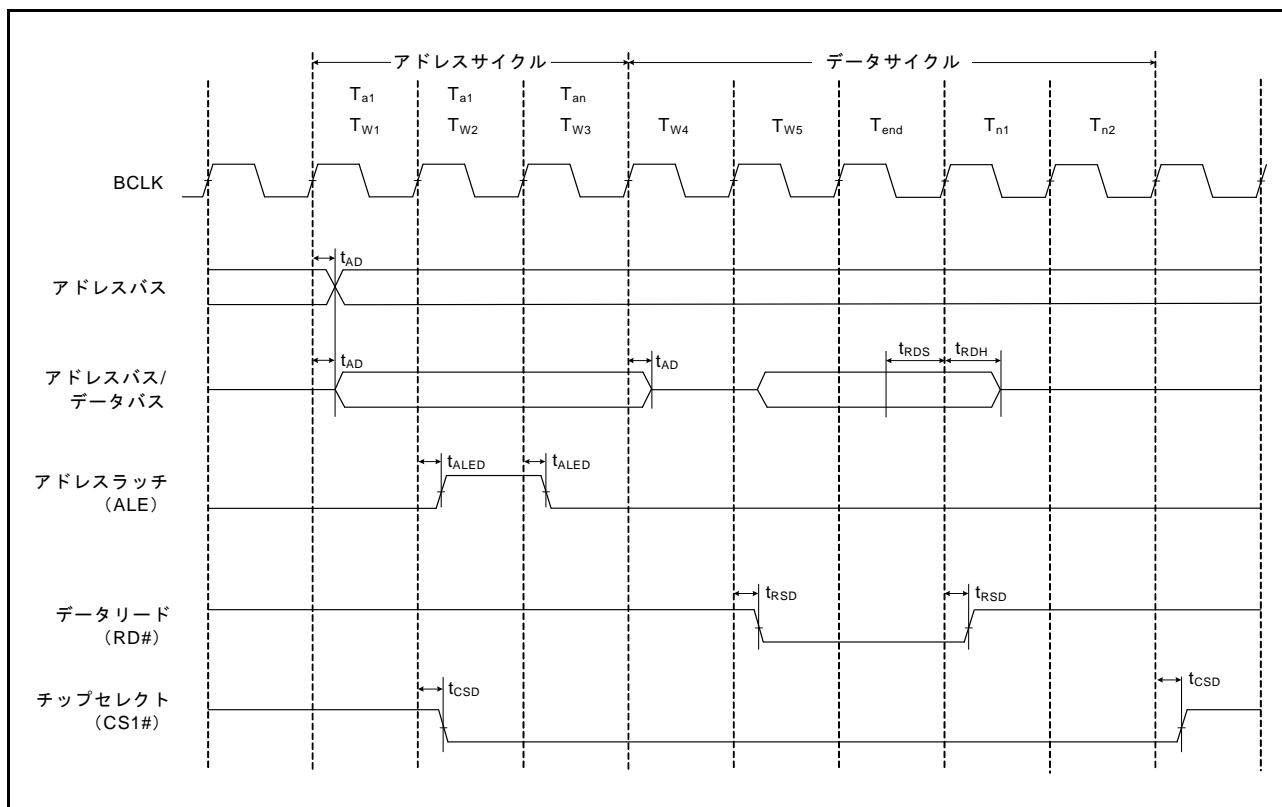 アドレスサイクル データサイクル
Ta1 Ta1 Tan
TW1 TW2 TW3 TW4 TW5 Tend Tn1 Tn2
BCLK
tAD
アドレスバス
tAD tAD tRDS tRDH
アドレスバス/
データバス
tALED tALED
アドレスラッチ
（ALE）
tRSD tRSD
データリード
（RD#）
tCSD tCSD
チップセレクト
（CS1#）